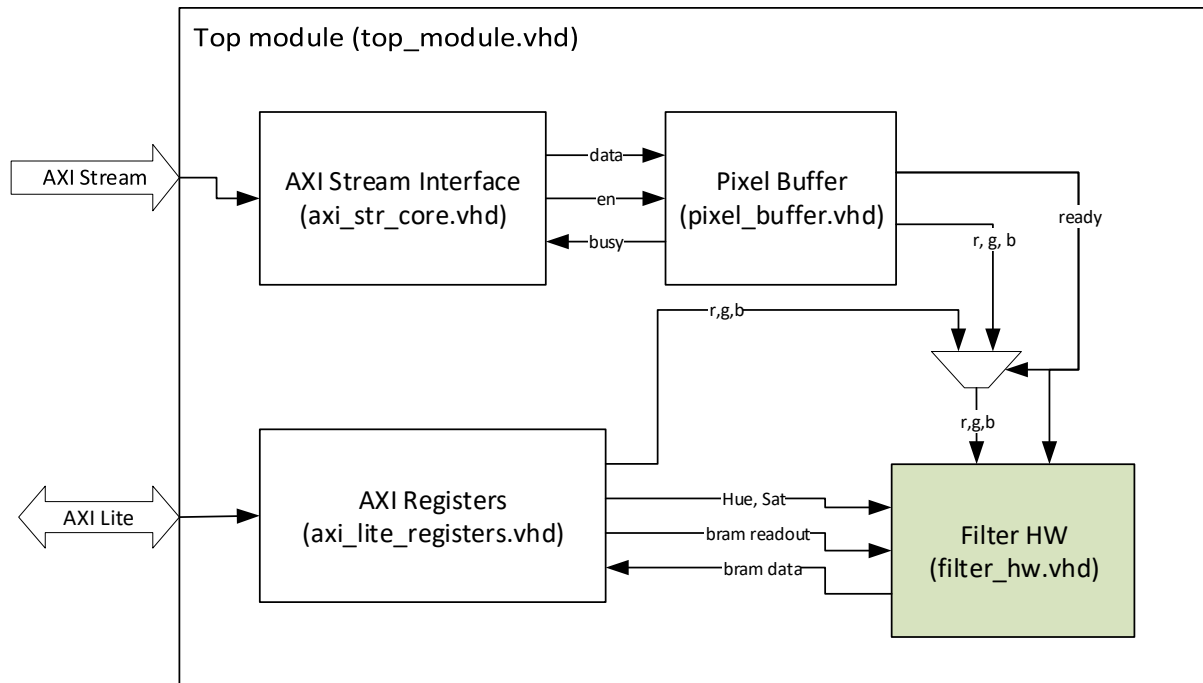 Top module (top_module.vhd)
AXI Stream
AXI Stream Interface
(axi_str_core.vhd)
data
en
busy
Pixel Buffer
(pixel_buffer.vhd)
ready
r, g, b
r,g,b
r,g,b
AXI Lite
AXI Registers
(axi_lite_registers.vhd)
Hue, Sat
bram readout
bram data
Filter HW
(filter_hw.vhd)